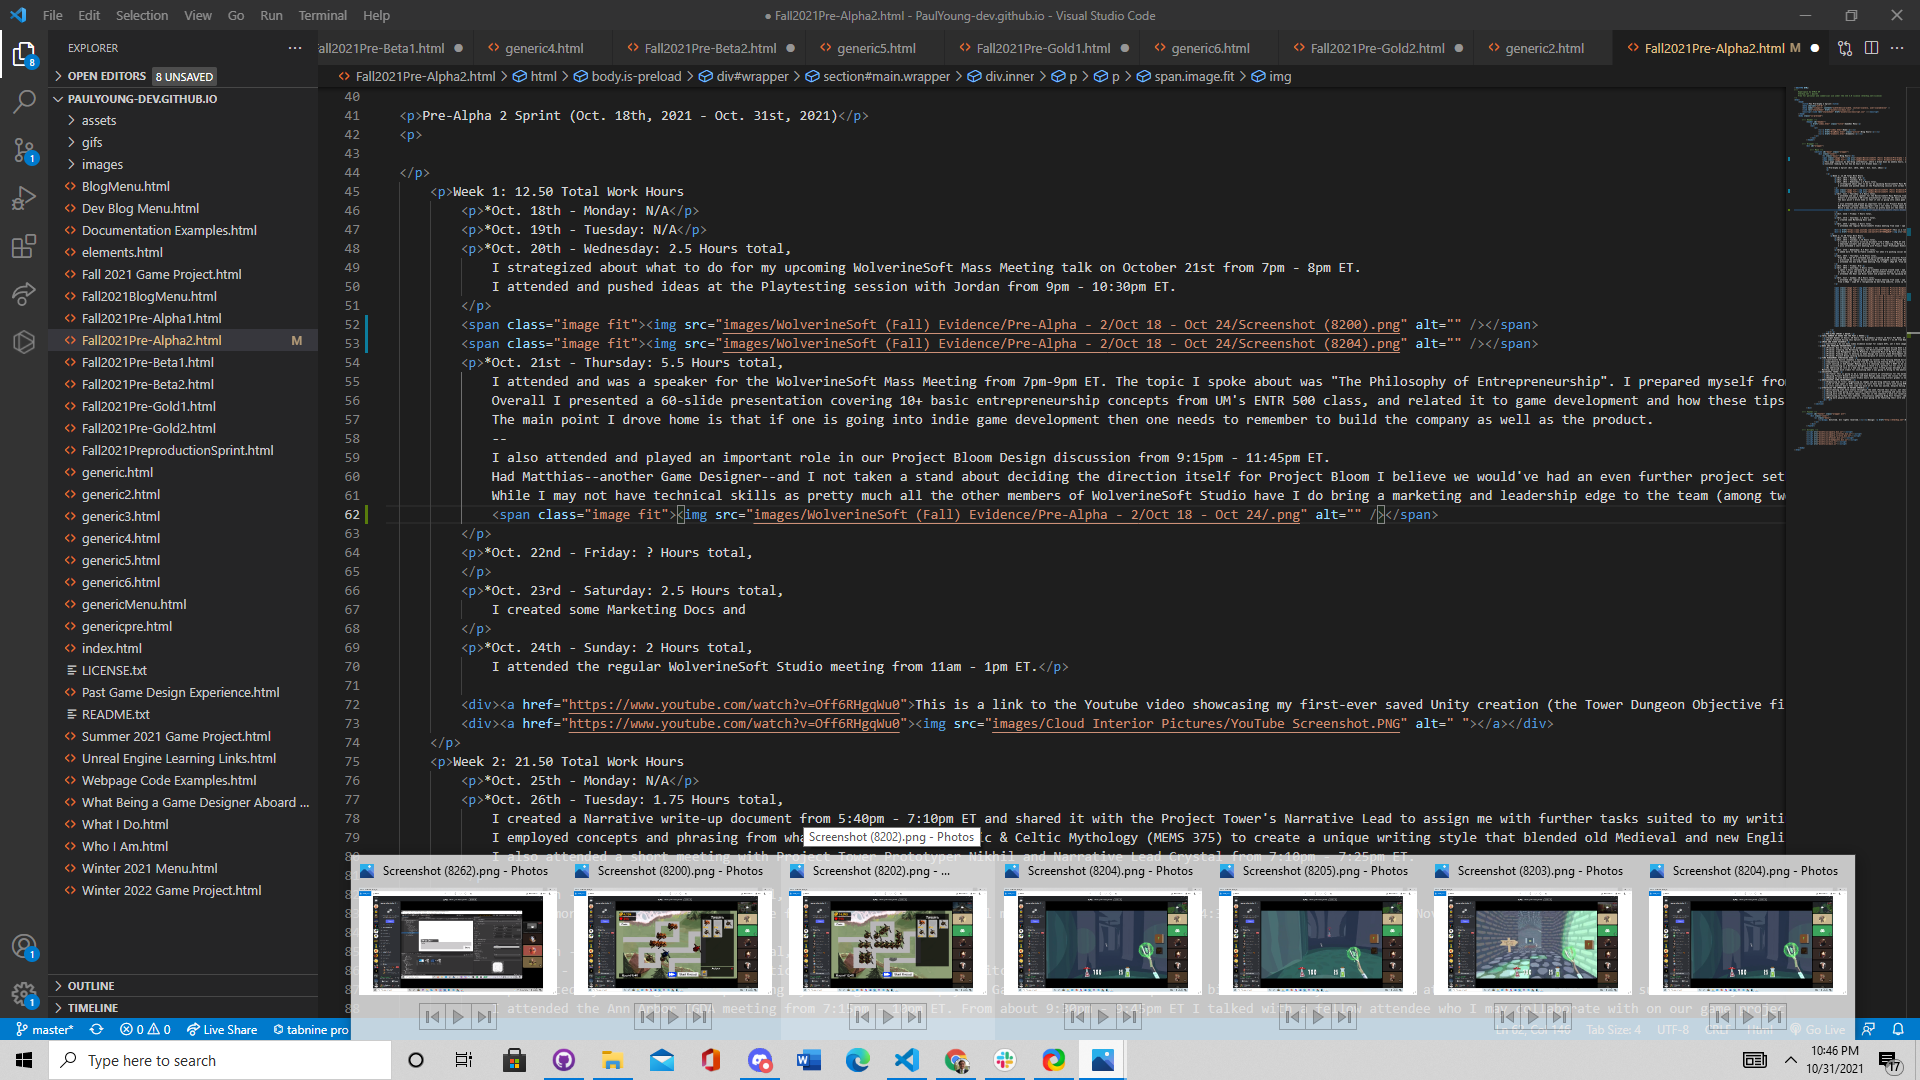 File Edit Selection View Go Run Terminal Help
● Fall2021Pre-Alpha2.html - PaulYoung-dev.github.io - Visual Studio Code
EXPLORER
all2021Pre-Beta1.html generic4.html Fall2021Pre-Beta2.html generic5.html Fall2021Pre-Gold1.html generic6.html Fall2021Pre-Gold2.html generic2.html Fall2021Pre-Alpha2.html M
OPEN EDITORS 8 UNSAVED
Fall2021Pre-Alpha2.html > html > body.is-preload > div#wrapper > section#main.wrapper > div.inner > p > p > span.image.fit > img
PAULYOUNG-DEV.GITHUB.IO
assets
gifs
images
BlogMenu.html
Dev Blog Menu.html
Documentation Examples.html
elements.html
Fall 2021 Game Project.html
Fall2021BlogMenu.html
Fall2021Pre-Alpha1.html
Fall2021Pre-Alpha2.html M
Fall2021Pre-Beta1.html
Fall2021Pre-Beta2.html
Fall2021Pre-Gold1.html
Fall2021Pre-Gold2.html
Fall2021PreproductionSprint.html
generic.html
generic2.html
generic3.html
generic4.html
generic5.html
generic6.html
genericMenu.html
genericpre.html
index.html
LICENSE.txt
Past Game Design Experience.html
README.txt
Summer 2021 Game Project.html
Unreal Engine Learning Links.html
Webpage Code Examples.html
What Being a Game Designer Aboard ...
What I Do.html
Who I Am.html
Winter 2021 Menu.html
Winter 2022 Game Project.html
OUTLINE
TIMELINE
40
41 <p>Pre-Alpha 2 Sprint (Oct. 18th, 2021 - Oct. 31st, 2021)</p>
42 <p>
43
44 </p>
45 <p>Week 1: 12.50 Total Work Hours
46 <p>*Oct. 18th - Monday: N/A</p>
47 <p>*Oct. 19th - Tuesday: N/A</p>
48 <p>*Oct. 20th - Wednesday: 2.5 Hours total,
49 I strategized about what to do for my upcoming WolverineSoft Mass Meeting talk on October 21st from 7pm - 8pm ET.
50 I attended and pushed ideas at the Playtesting session with Jordan from 9pm - 10:30pm ET.
51 </p>
52 <span class="image fit"><img src="images/WolverineSoft (Fall) Evidence/Pre-Alpha - 2/Oct 18 - Oct 24/Screenshot (8200).png" alt="" /></span>
53 <span class="image fit"><img src="images/WolverineSoft (Fall) Evidence/Pre-Alpha - 2/Oct 18 - Oct 24/Screenshot (8204).png" alt="" /></span>
54 <p>*Oct. 21st - Thursday: 5.5 Hours total,
55 I attended and was a speaker for the WolverineSoft Mass Meeting from 7pm-9pm ET. The topic I spoke about was "The Philosophy of Entrepreneurship". I prepared myself fro
56 Overall I presented a 60-slide presentation covering 10+ basic entrepreneurship concepts from UM's ENTR 500 class, and related it to game development and how these tips
57 The main point I drove home is that if one is going into indie game development then one needs to remember to build the company as well as the product.
58 --
59 I also attended and played an important role in our Project Bloom Design discussion from 9:15pm - 11:45pm ET.
60 Had Matthias--another Game Designer--and I not taken a stand about deciding the direction itself for Project Bloom I believe we would've had an even further project set
61 While I may not have technical skills as pretty much all the other members of WolverineSoft Studio have I do bring a marketing and leadership edge to the team (among tw
62 <span class="image fit"><img src="images/WolverineSoft (Fall) Evidence/Pre-Alpha - 2/Oct 18 - Oct 24/.png" alt="" /></span>
63 </p>
64 <p>*Oct. 22nd - Friday: ? Hours total,
65 </p>
66 <p>*Oct. 23rd - Saturday: 2.5 Hours total,
67 I created some Marketing Docs and
68 </p>
69 <p>*Oct. 24th - Sunday: 2 Hours total,
70 I attended the regular WolverineSoft Studio meeting from 11am - 1pm ET.</p>
71
72 <div><a href="https://www.youtube.com/watch?v=Off6RHgqWu0">This is a link to the Youtube video showcasing my first-ever saved Unity creation (the Tower Dungeon Objective fi
73 <div><a href="https://www.youtube.com/watch?v=Off6RHgqWu0"><img src="images/Cloud Interior Pictures/YouTube Screenshot.PNG" alt=" "></a></div>
74 </p>
75 <p>Week 2: 21.50 Total Work Hours
76 <p>*Oct. 25th - Monday: N/A</p>
77 <p>*Oct. 26th - Tuesday: 1.75 Hours total,
78 I created a Narrative write-up document from 5:40pm - 7:10pm ET and shared it with the Project Tower's Narrative Lead to assign me with further tasks suited to my writi
79 I employed concepts and phrasing from wha c & Celtic Mythology (MEMS 375) to create a unique writing style that blended old Medieval and new Engli
Screenshot (8202).png - Photos
I also attended a short meeting with Project Tower Prototyper Nikhil and Narrative Lead Crystal from 7:10pm - 7:25pm ET.
Screenshot (8262).png - Photos Screenshot (8200).png - Photos Screenshot (8202).png - ... Screenshot (8204).png - Photos Screenshot (8205).png - Photos Screenshot (8203).png - Photos Screenshot (8204).png - Photos
master* 0 0 Live Share tabnine pro Ln 62, Col 140 Tab Size: 4 UTF-8 CRLF Html Go Live
Type here to search
10:46 PM
10/31/2021
17